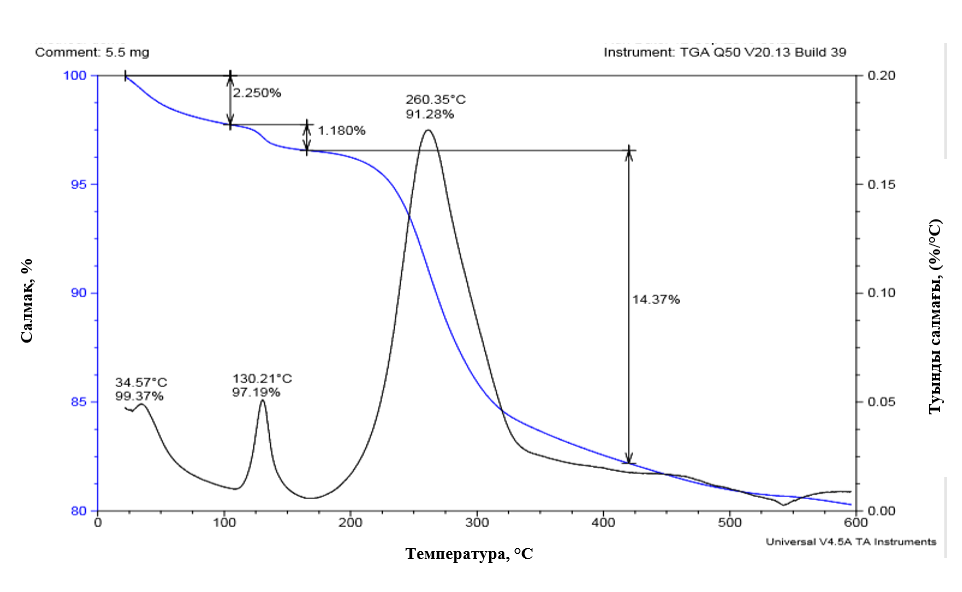 Comment: 5.5 mg
Instrument: TGA Q50 V20.13 Build 39
100
95
90
85
80
Салмақ, %
2.250%
1.180%
260.35°C
91.28%
14.37%
34.57°C
99.37%
130.21°C
97.19%
0.20
0.15
0.10
0.05
0.00
Туынды салмағы, (%/°C)
0
100
200
300
400
500
600
Температура, °C
Universal V4.5A TA Instruments